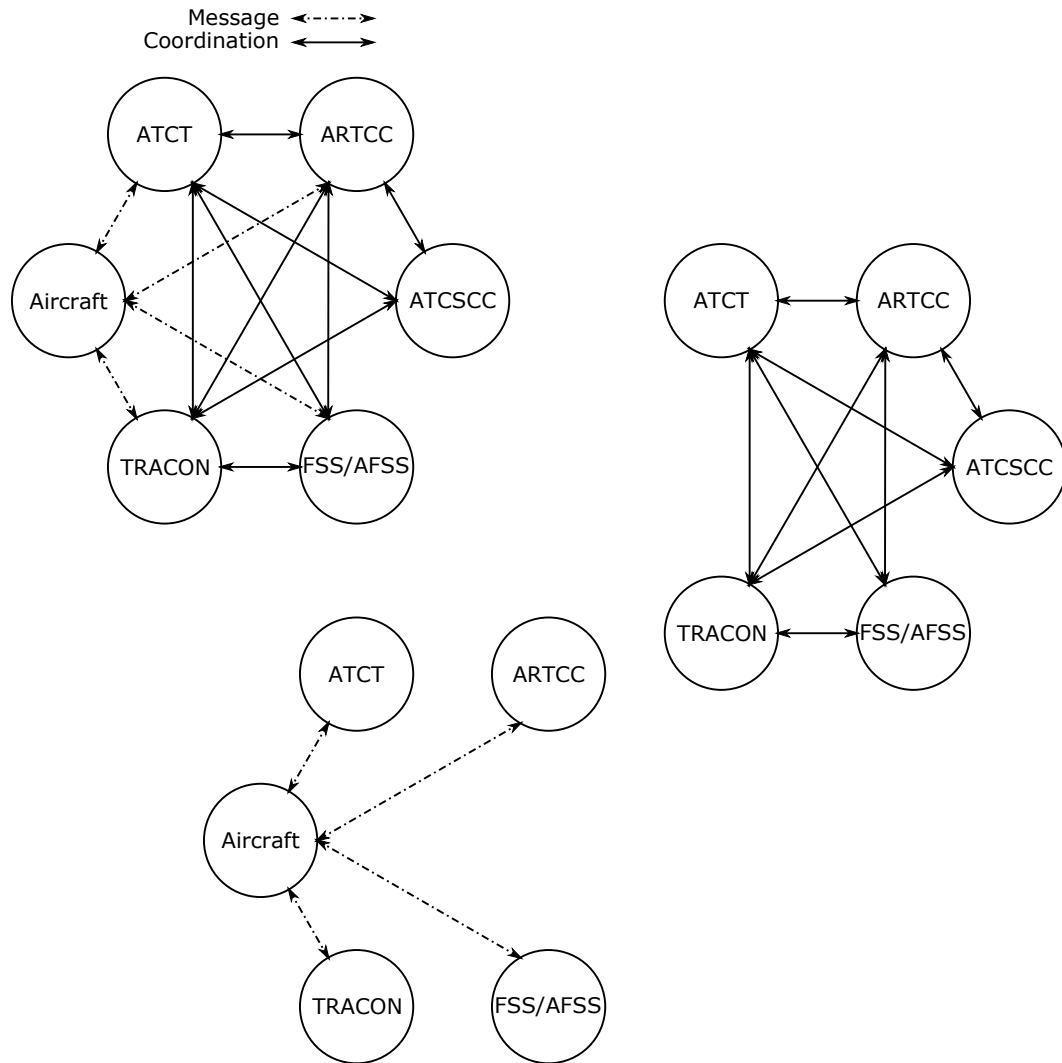 Message
Coordination
ATCT
ARTCC
Aircraft
ATCSCC
TRACON
FSS/AFSS
ATCT
ARTCC
ATCSCC
TRACON
FSS/AFSS
ATCT
ARTCC
Aircraft
TRACON
FSS/AFSS